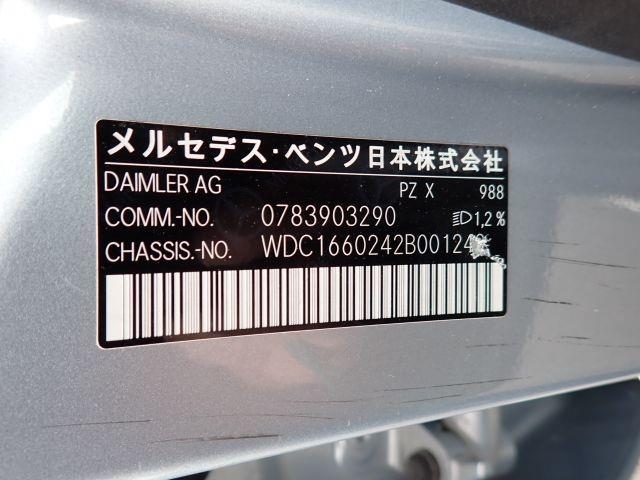 メルセデス・ベンツ日本株式会社
DAIMLER AG PZ X 988
COMM.-NO. 0783903290 1,2%
CHASSIS.-NO.